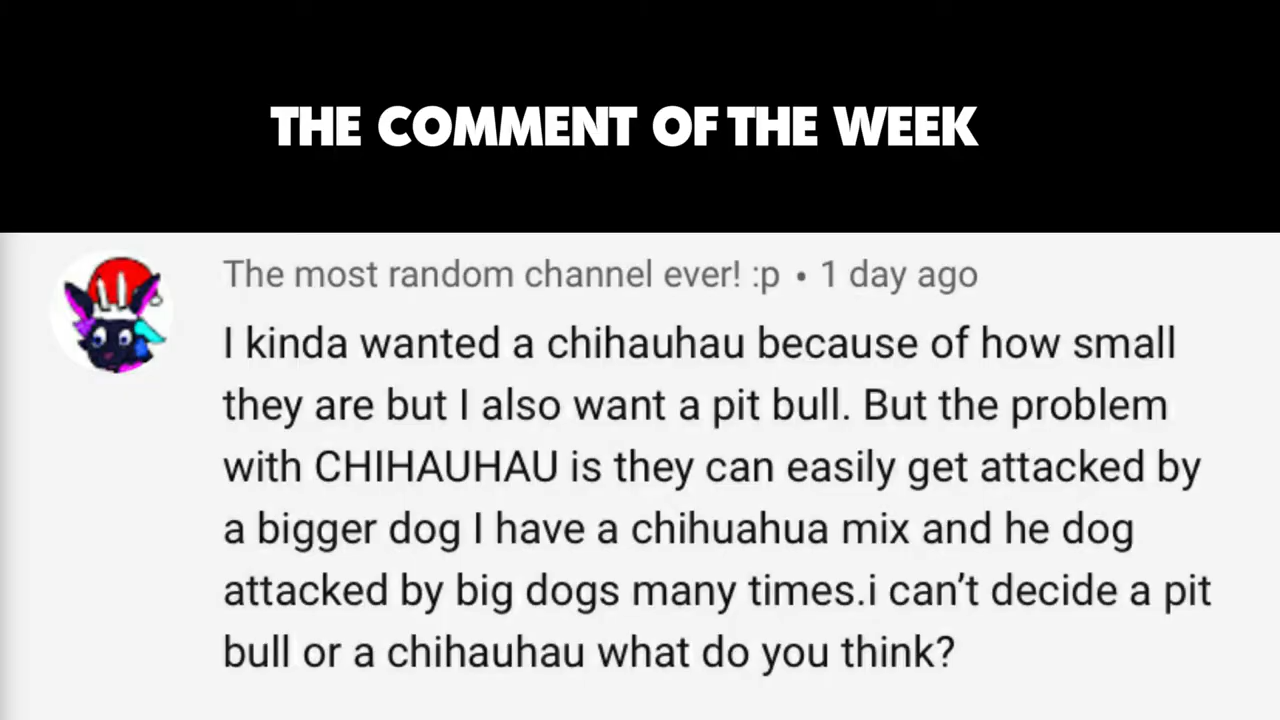 THE COMMENT OF THE WEEK
The most random channel ever! :p • 1 day ago
I kinda wanted a chihauhau because of how small
they are but I also want a pit bull. But the problem
with CHIHAUHAU is they can easily get attacked by
a bigger dog I have a chihuahua mix and he dog
attacked by big dogs many times.i can’t decide a pit
bull or a chihauhau what do you think?